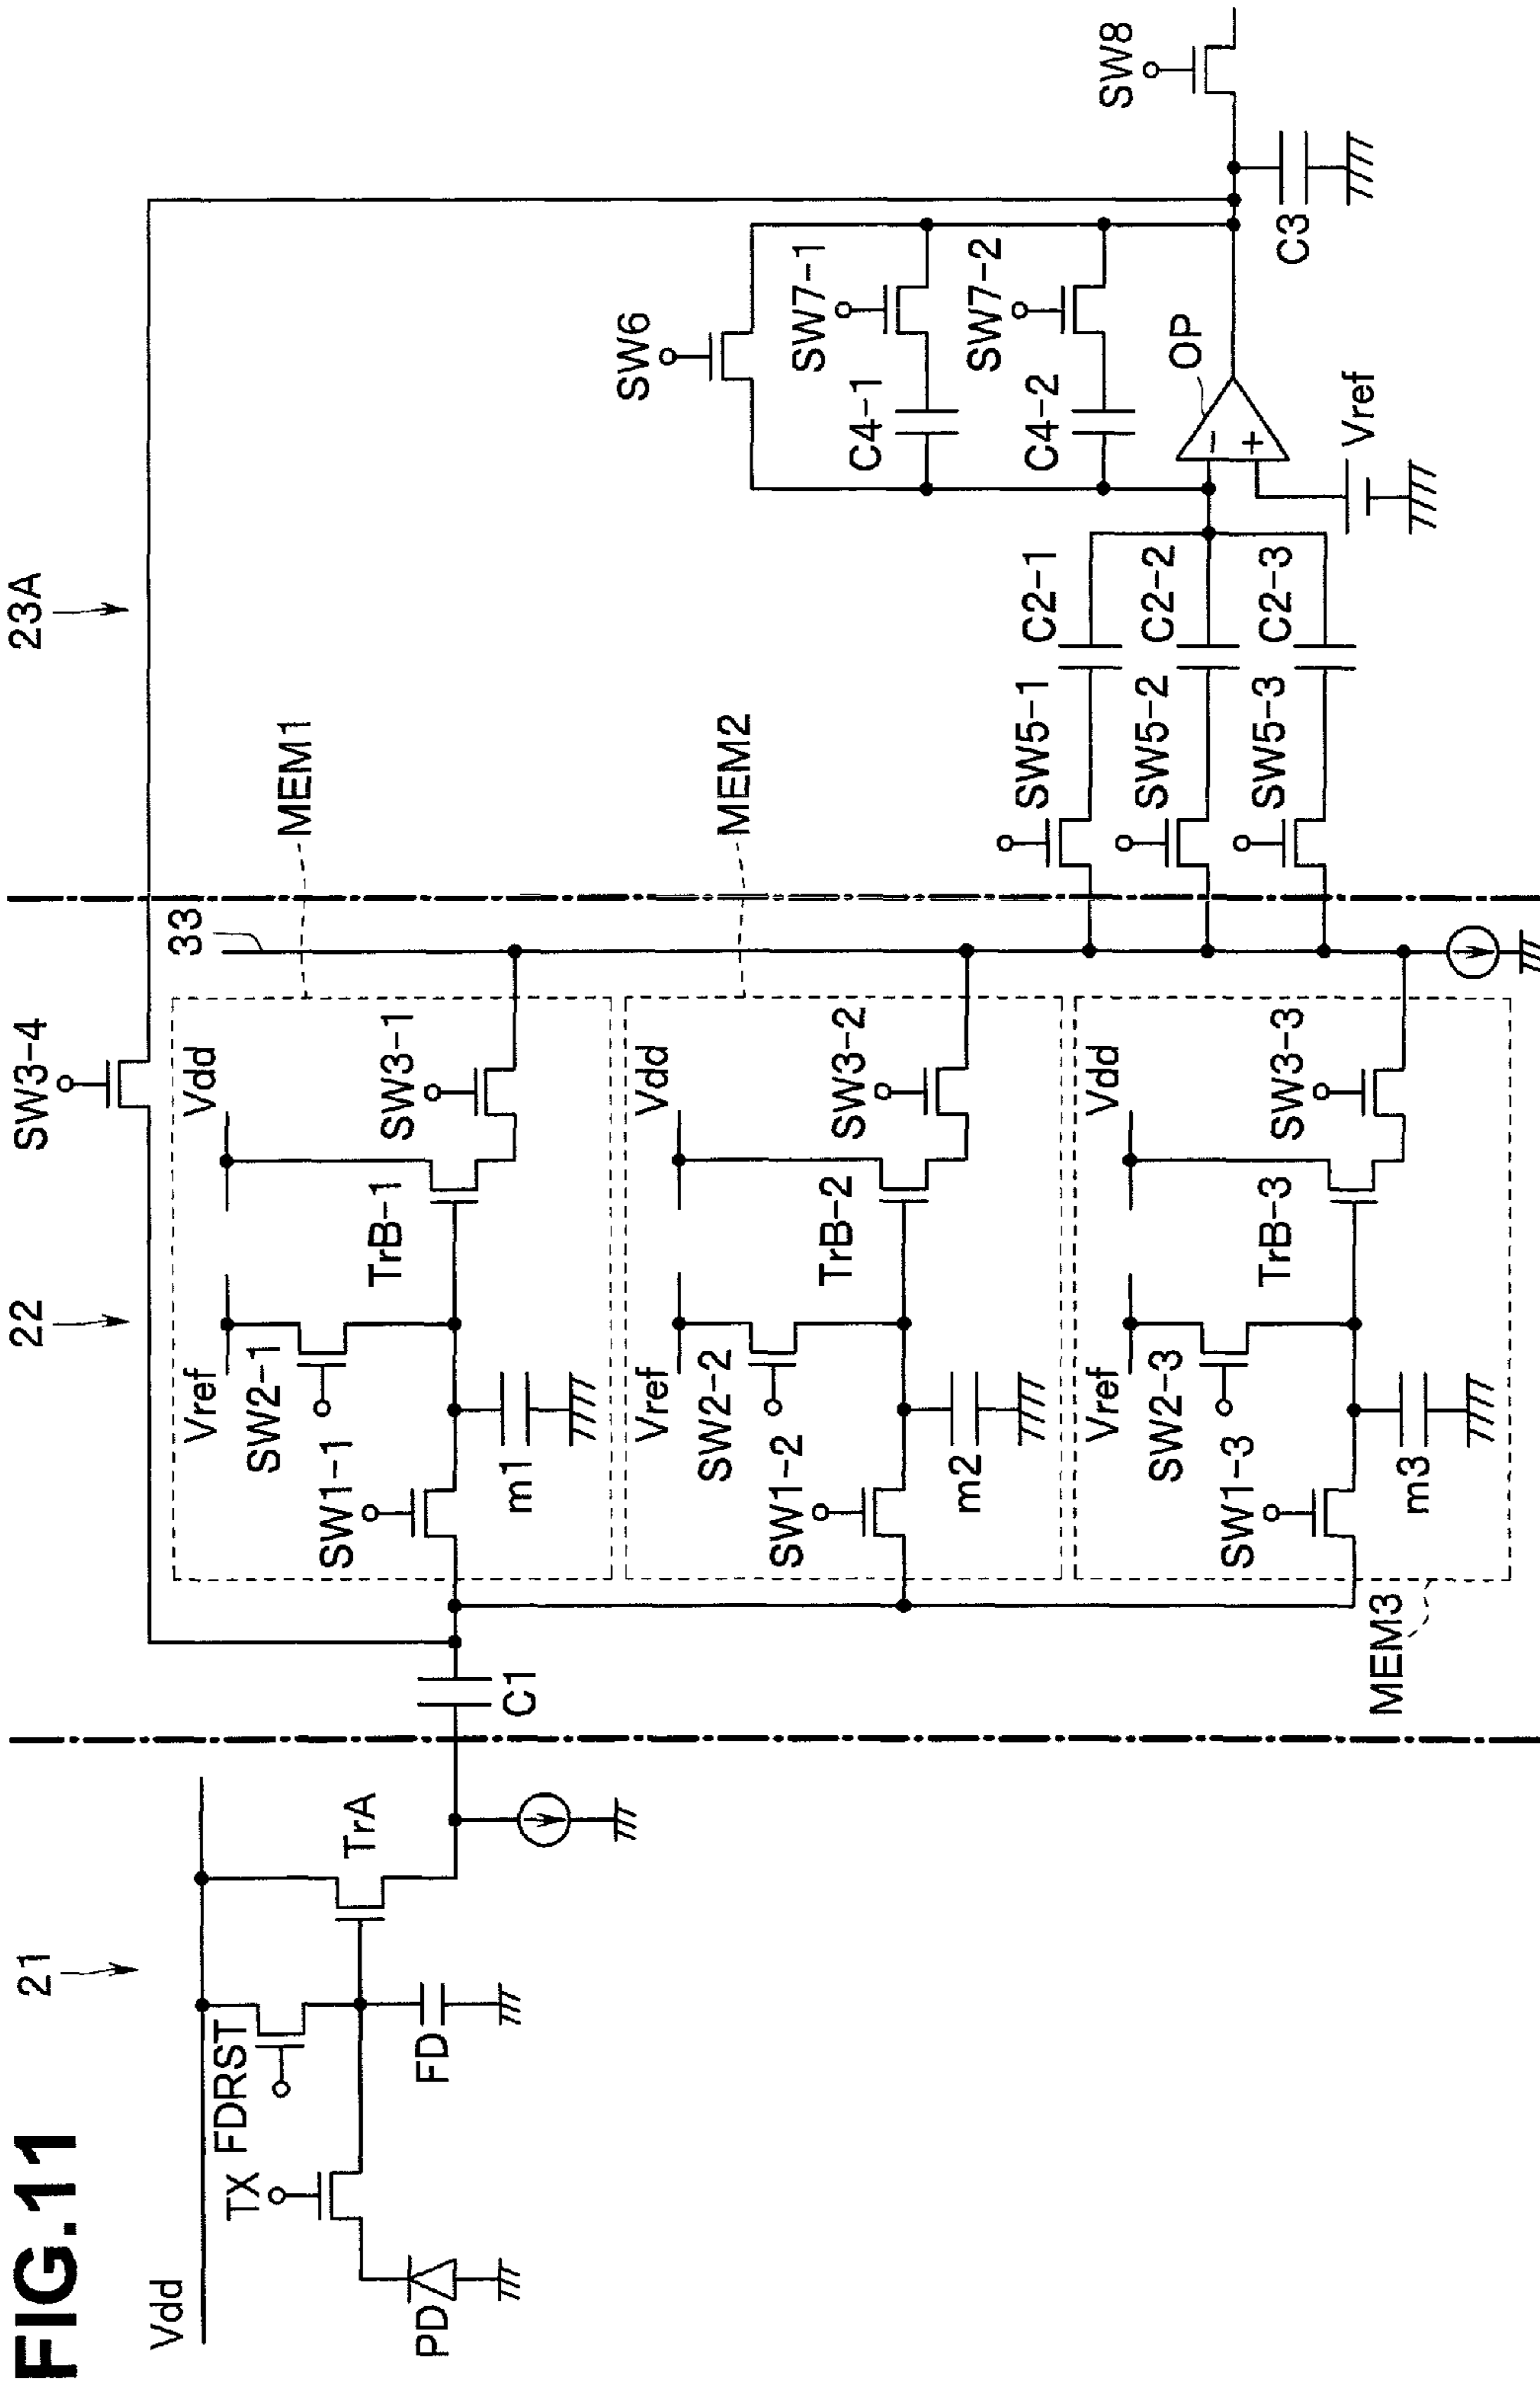 FIG.11
21
22
23A
Vdd
FDRST
TX
PD
FD
TrA
C1
SW3-4
33
MEM1
Vref
Vdd
SW2-1
SW1-1
m1
TrB-1
SW3-1
MEM2
Vref
Vdd
SW2-2
SW1-2
m2
TrB-2
SW3-2
MEM3
Vref
Vdd
SW2-3
SW1-3
m3
TrB-3
SW3-3
SW5-1
C2-1
SW5-2
C2-2
SW5-3
C2-3
SW6
SW7-1
C4-1
SW7-2
C4-2
OP
−
+
Vref
C3
SW8